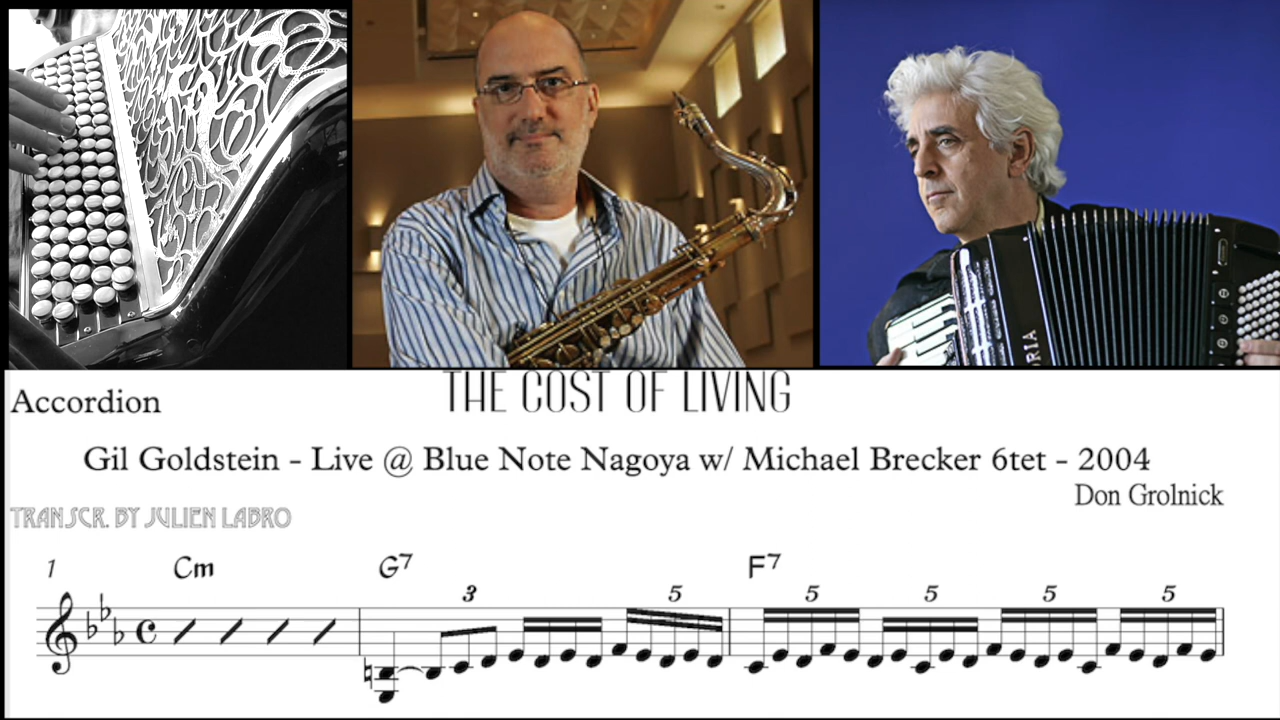 ORIA
THE COST OF LIVING
Accordion
Gil Goldstein - Live @ Blue Note Nagoya w/ Michael Brecker 6tet - 2004
Don Grolnick
TRANSCR. BY JULIEN LABRO
1 Cm G7 F7
3 5 5 5 5 5